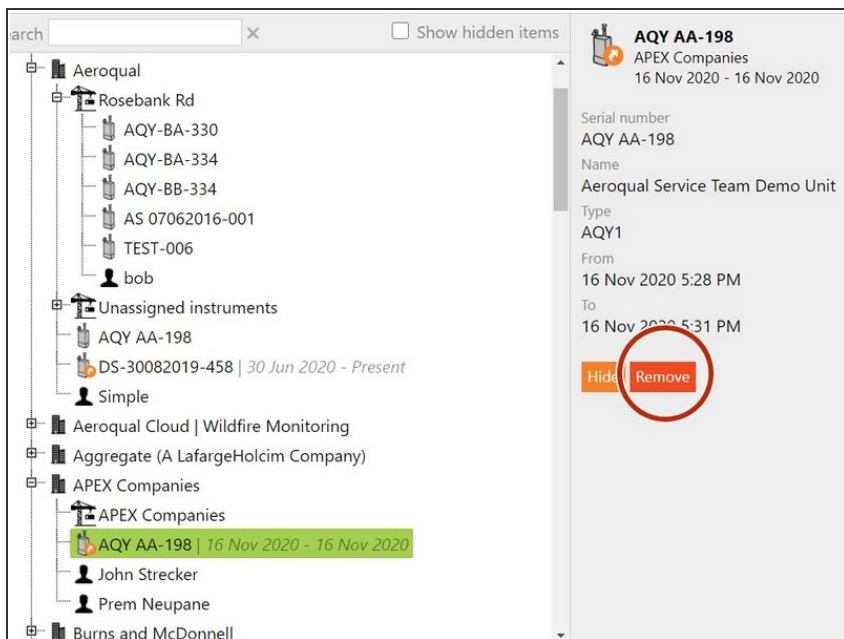 arch
Show hidden items
Aeroqual
Rosebank Rd
AQY-BA-330
AQY-BA-334
AQY-BB-334
AS 07062016-001
TEST-006
bob
Unassigned instruments
AQY AA-198
DS-30082019-458 | 30 Jun 2020 - Present
Simple
Aeroqual Cloud | Wildfire Monitoring
Aggregate (A LafargeHolcim Company)
APEX Companies
APEX Companies
AQY AA-198 | 16 Nov 2020 - 16 Nov 2020
John Strecker
Prem Neupane
Burns and McDonnell
AQY AA-198
APEX Companies
16 Nov 2020 - 16 Nov 2020
Serial number
AQY AA-198
Name
Aeroqual Service Team Demo Unit
Type
AQY1
From
16 Nov 2020 5:28 PM
To
16 Nov 2020 5:31 PM
Hide Remove